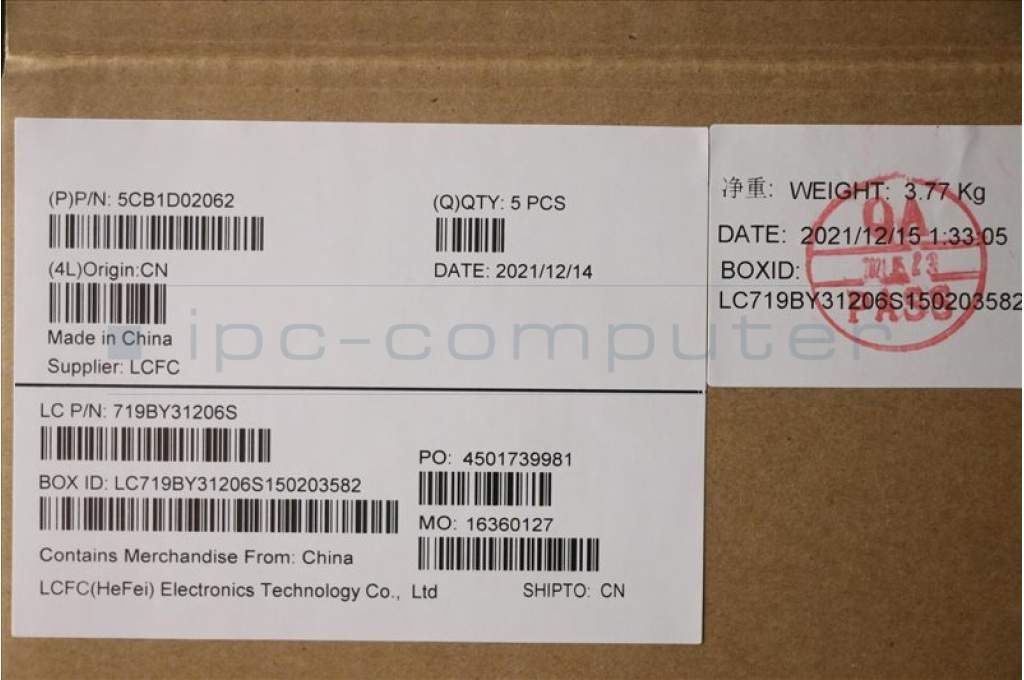 (P)P/N: 5CB1D02062
(Q)QTY: 5 PCS
(4L)Origin:CN
DATE: 2021/12/14
Made in China
Supplier: LCFC
LC P/N: 719BY31206S
PO: 4501739981
BOX ID: LC719BY31206S150203582
MO: 16360127
Contains Merchandise From: China
LCFC(HeFei) Electronics Technology Co., Ltd
SHIPTO: CN
净重: WEIGHT: 3.77 Kg
DATE: 2021/12/15 1:33:05
BOXID:
LC719BY31206S150203582
QA
PASS
ipc-computer